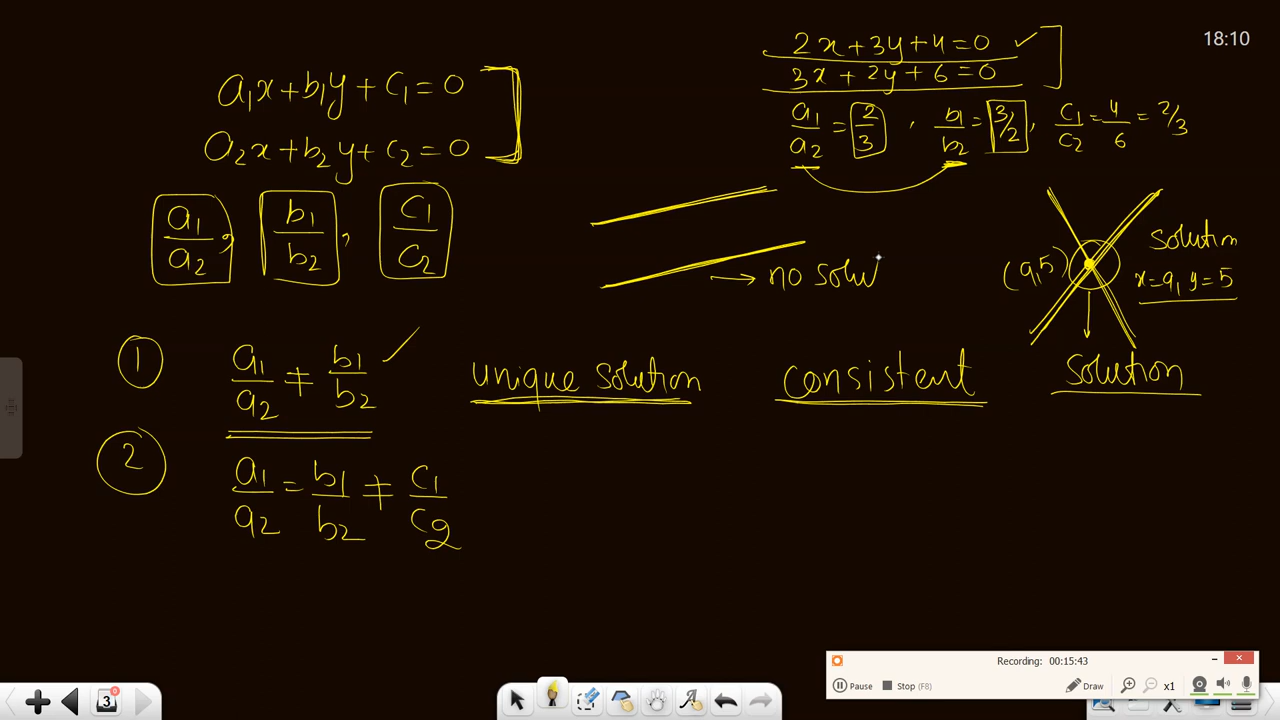 18:10
a₁x+b₁y+c₁=0
a₂x+b₂y+c₂=0
a₁/a₂, b₁/b₂, c₁/c₂
2x+3y+4=0 ✓
3x+2y+6=0
a₁/a₂ = 2/3, b₁/b₂ = 3/2, c₁/c₂ = 4/6 = 2/3
→ no solu
(9,5)
solution
x=9, y=5
① a₁/a₂ ≠ b₁/b₂ ✓ unique solution consistent solution
② a₁/a₂ = b₁/b₂ ≠ c₁/c₂
Recording: 00:15:43
Pause Stop (F8) Draw x1
3 0